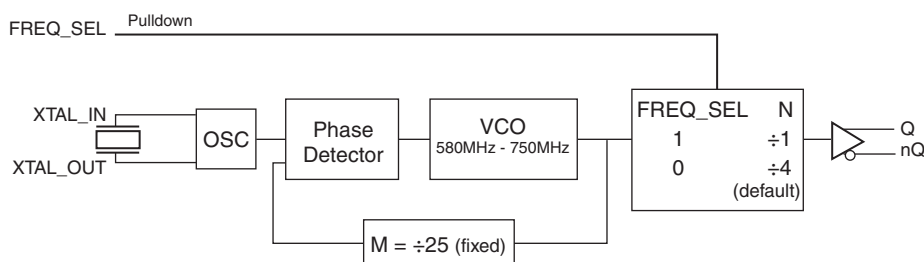 FREQ_SEL Pulldown
XTAL_IN
XTAL_OUT
OSC
Phase
Detector
VCO
580MHz - 750MHz
FREQ_SEL N
1 ÷1
0 ÷4
(default)
Q
nQ
M = ÷25 (fixed)